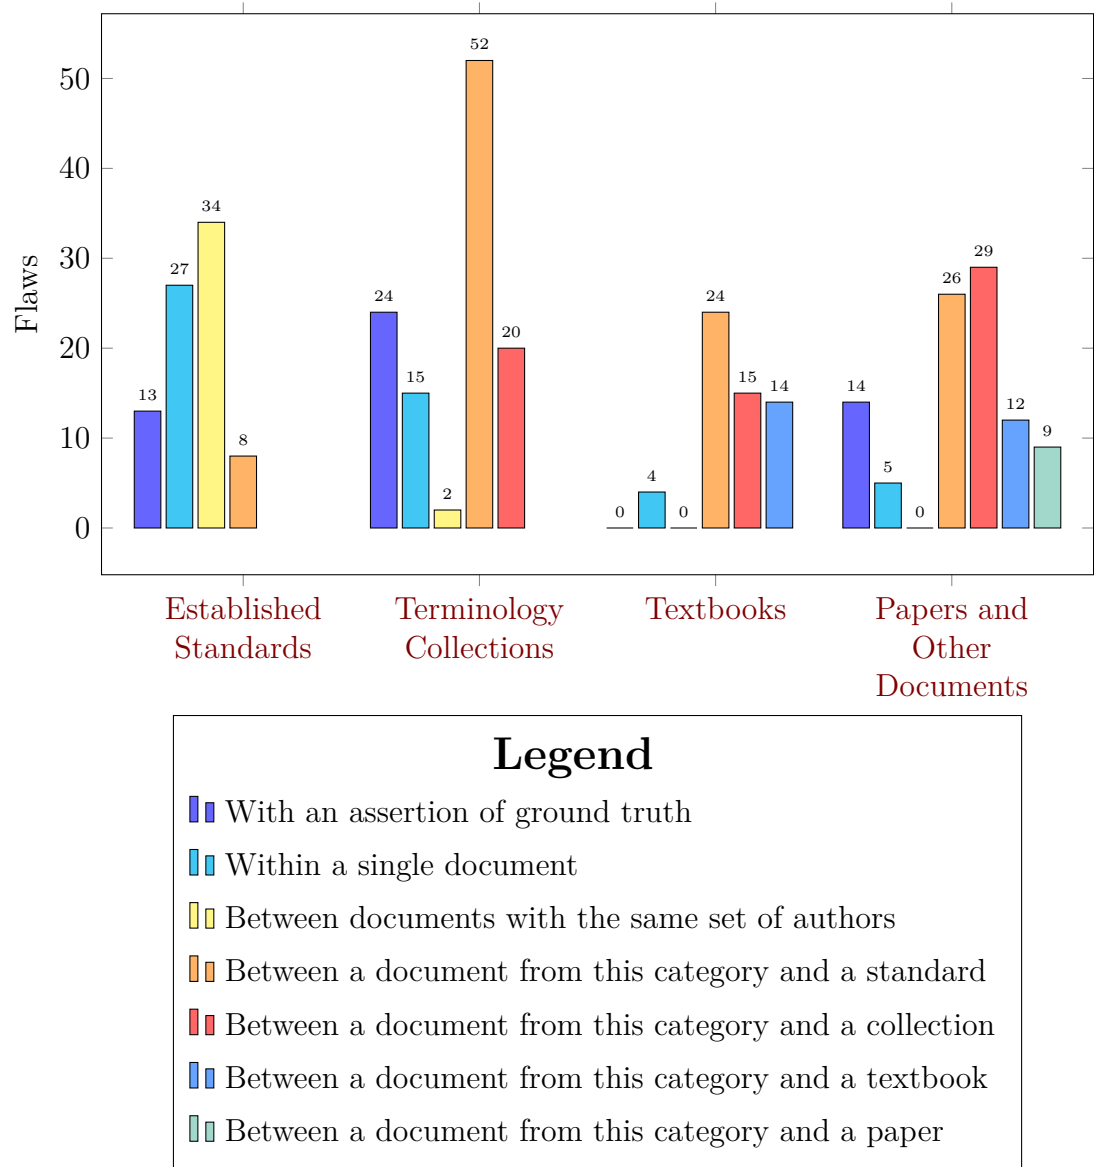 50
40
30
20
10
0
Flaws
13
27
34
8
24
15
2
52
20
0
4
0
24
15
14
14
5
0
26
29
12
9
Established
Standards
Terminology
Collections
Textbooks
Papers and
Other
Documents
Legend
With an assertion of ground truth
Within a single document
Between documents with the same set of authors
Between a document from this category and a standard
Between a document from this category and a collection
Between a document from this category and a textbook
Between a document from this category and a paper